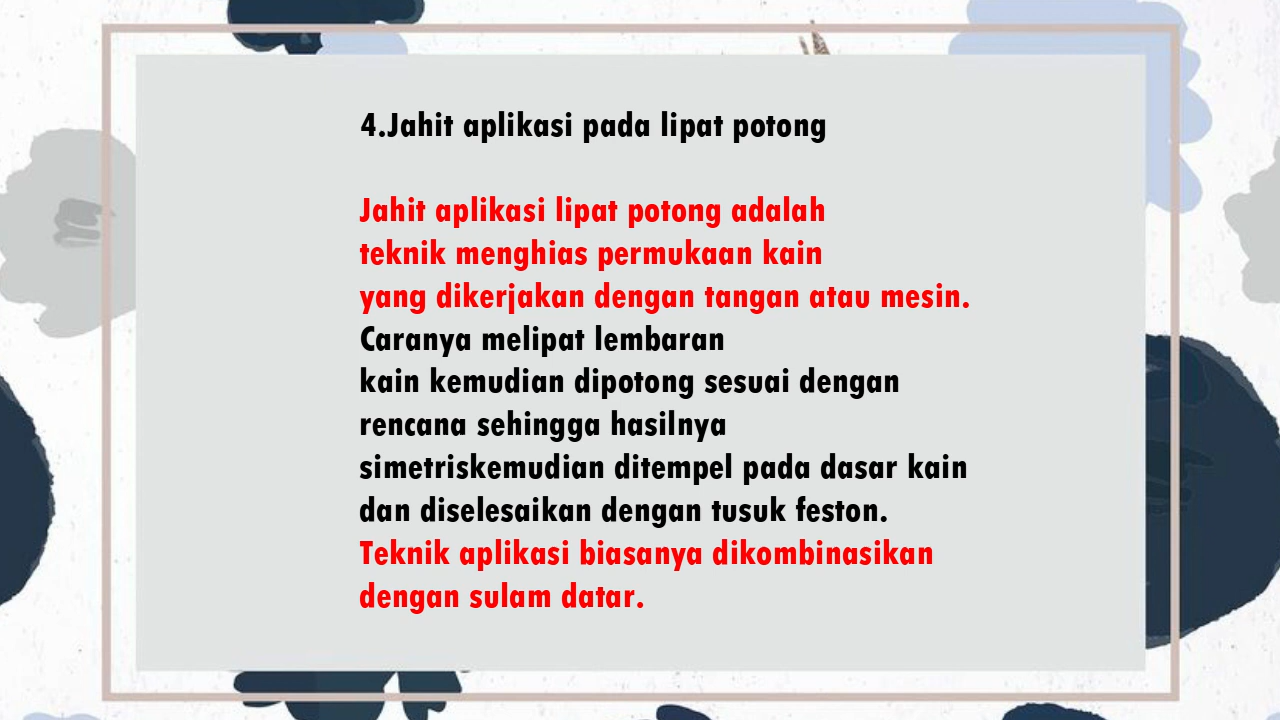 4.Jahit aplikasi pada lipat potong
Jahit aplikasi lipat potong adalah
teknik menghias permukaan kain
yang dikerjakan dengan tangan atau mesin.
Caranya melipat lembaran
kain kemudian dipotong sesuai dengan
rencana sehingga hasilnya
simetriskemudian ditempel pada dasar kain
dan diselesaikan dengan tusuk feston.
Teknik aplikasi biasanya dikombinasikan
dengan sulam datar.